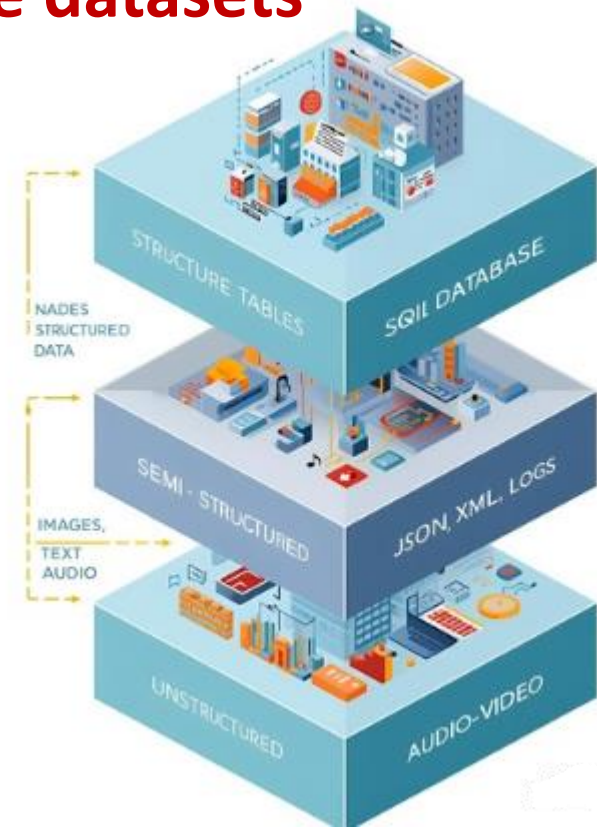 e datasets
STRUCTURE TABLES
SQIL DATABASE
NADES
STRUCTURED
DATA
SEMI - STRUCTURED
JSON, XML, LOGS
IMAGES,
TEXT
AUDIO
UNSTRUCTURED
AUDIO-VIDEO